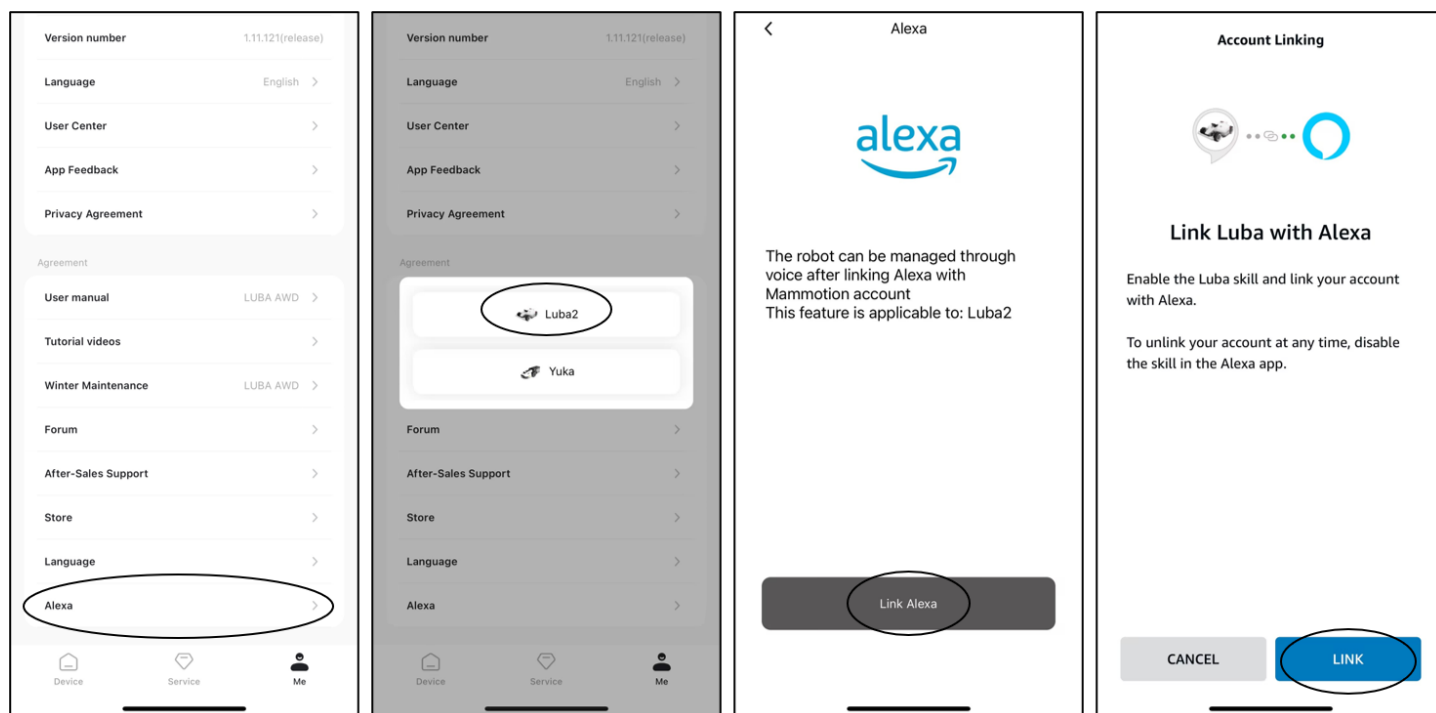 Version number 1.11.121(release)
Language English
User Center
App Feedback
Privacy Agreement
Agreement
User manual LUBA AWD
Tutorial videos
Winter Maintenance LUBA AWD
Forum
After-Sales Support
Store
Language
Alexa
Device Service Me
Version number 1.11.121(release)
Language English
User Center
App Feedback
Privacy Agreement
Agreement
Luba2
Yuka
Forum
After-Sales Support
Store
Language
Alexa
Device Service Me
Alexa
alexa
The robot can be managed through
voice after linking Alexa with
Mammotion account
This feature is applicable to: Luba2
Link Alexa
Account Linking
Link Luba with Alexa
Enable the Luba skill and link your account
with Alexa.
To unlink your account at any time, disable
the skill in the Alexa app.
CANCEL LINK